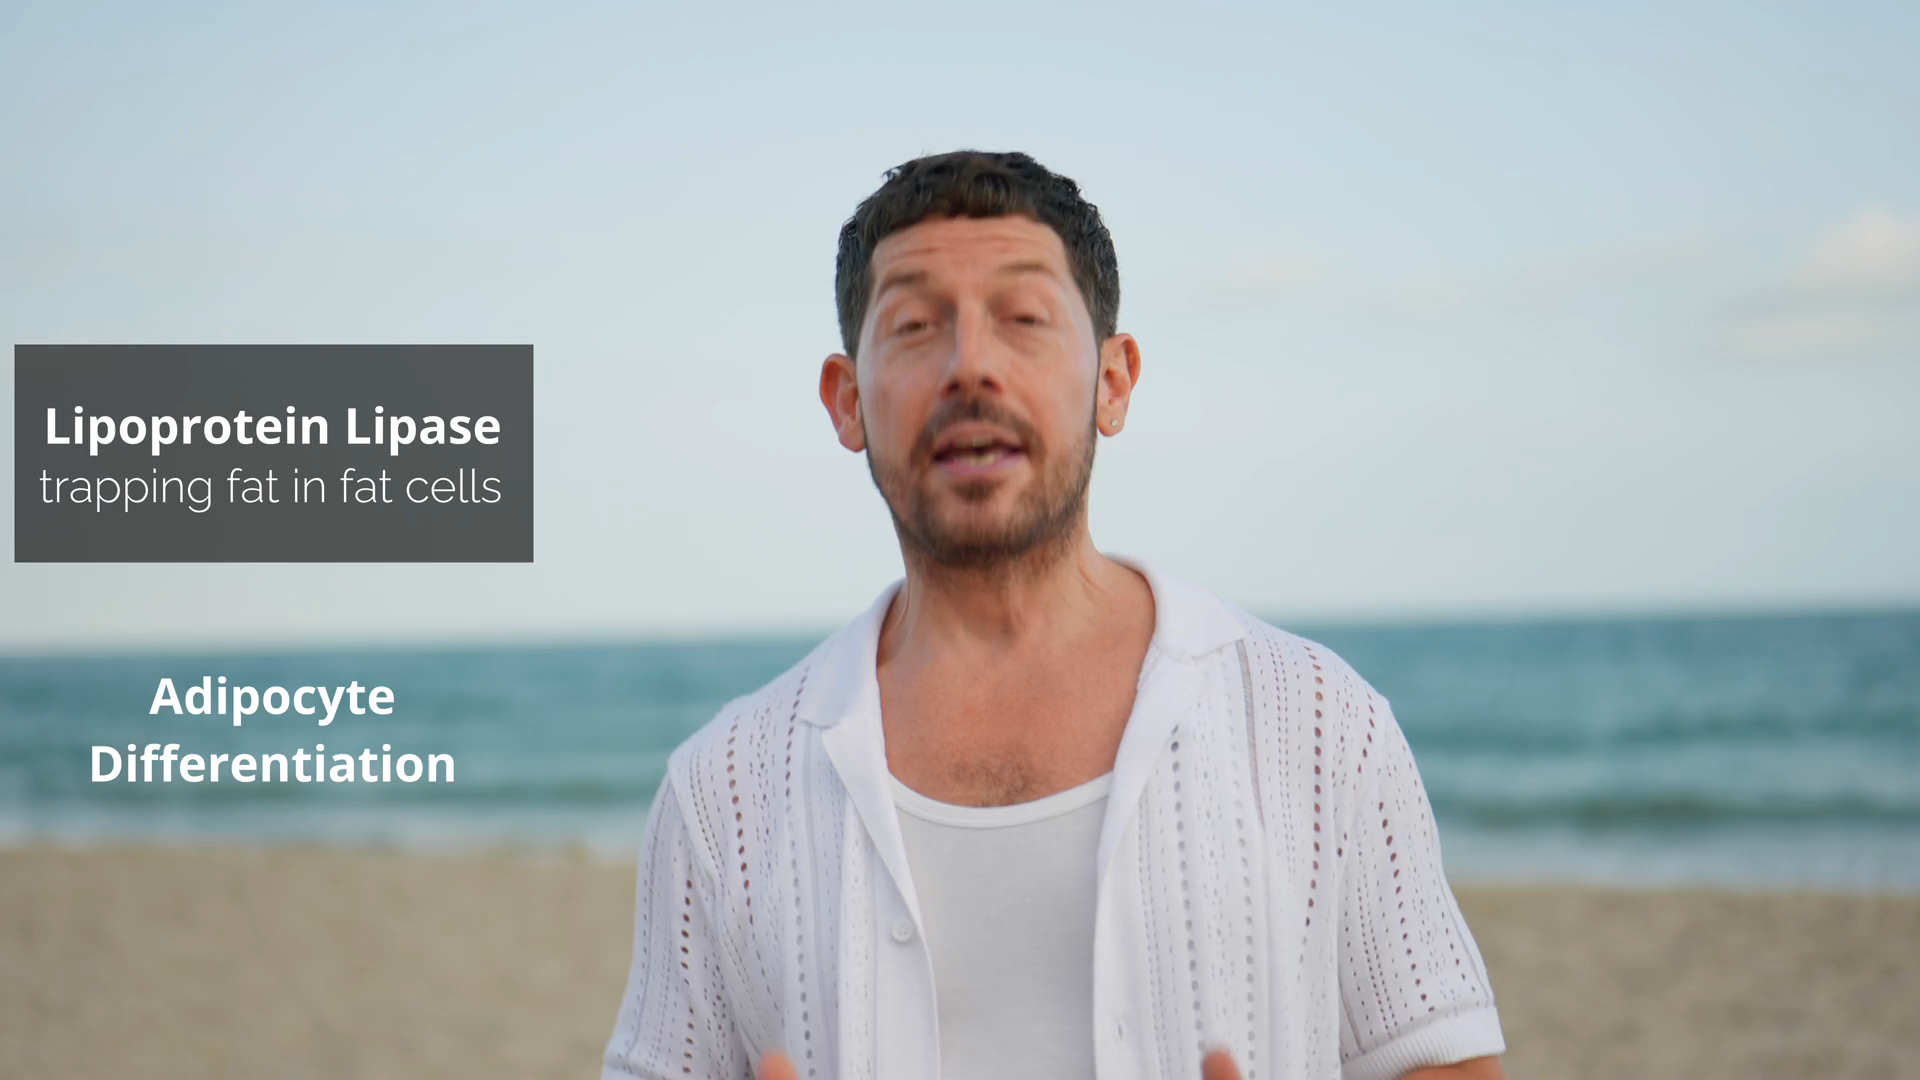 Lipoprotein Lipase
trapping fat in fat cells
Adipocyte
Differentiation